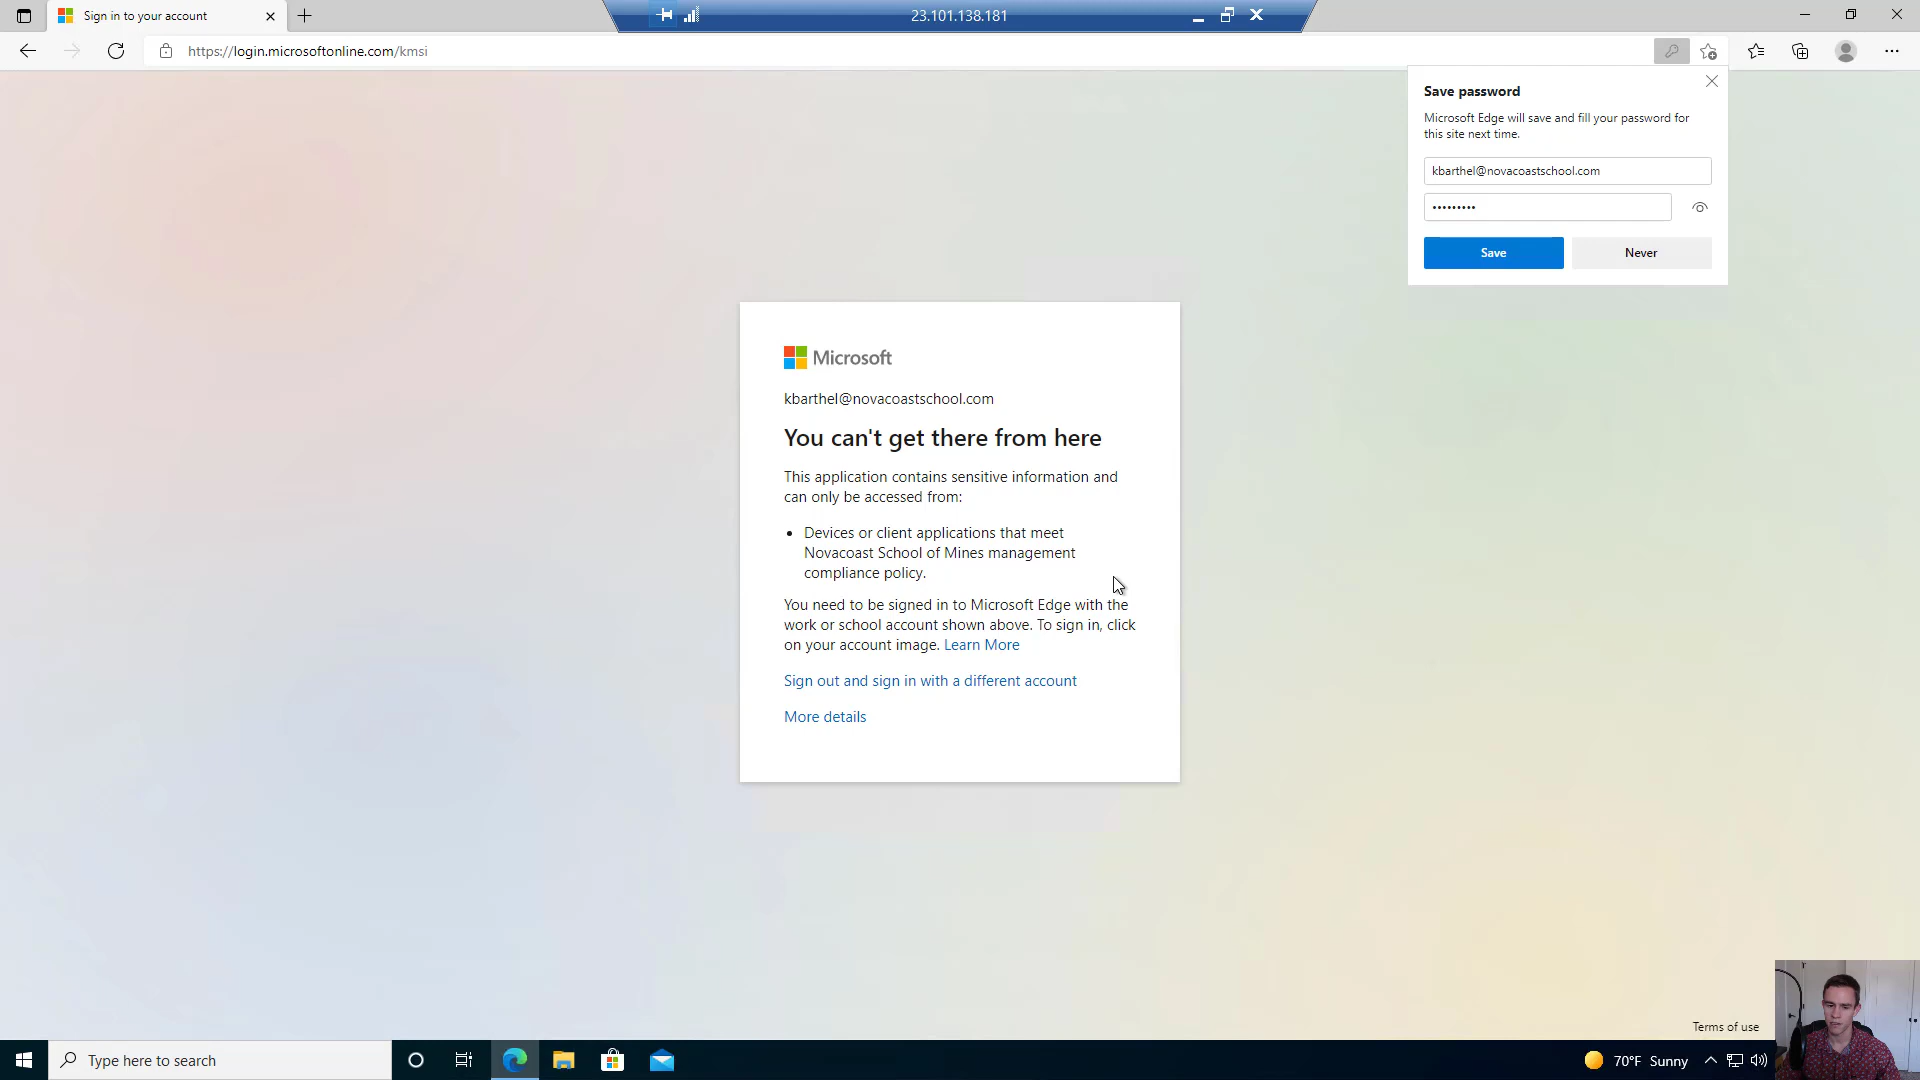 Sign in to your account
23.101.138.181
https://login.microsoftonline.com/kmsi
Save password
Microsoft Edge will save and fill your password for
this site next time.
kbarthel@novacoastschool.com
•••••••••
Save
Never
Microsoft
kbarthel@novacoastschool.com
You can't get there from here
This application contains sensitive information and
can only be accessed from:
• Devices or client applications that meet
Novacoast School of Mines management
compliance policy.
You need to be signed in to Microsoft Edge with the
work or school account shown above. To sign in, click
on your account image. Learn More
Sign out and sign in with a different account
More details
Terms of use
Type here to search
70°F Sunny